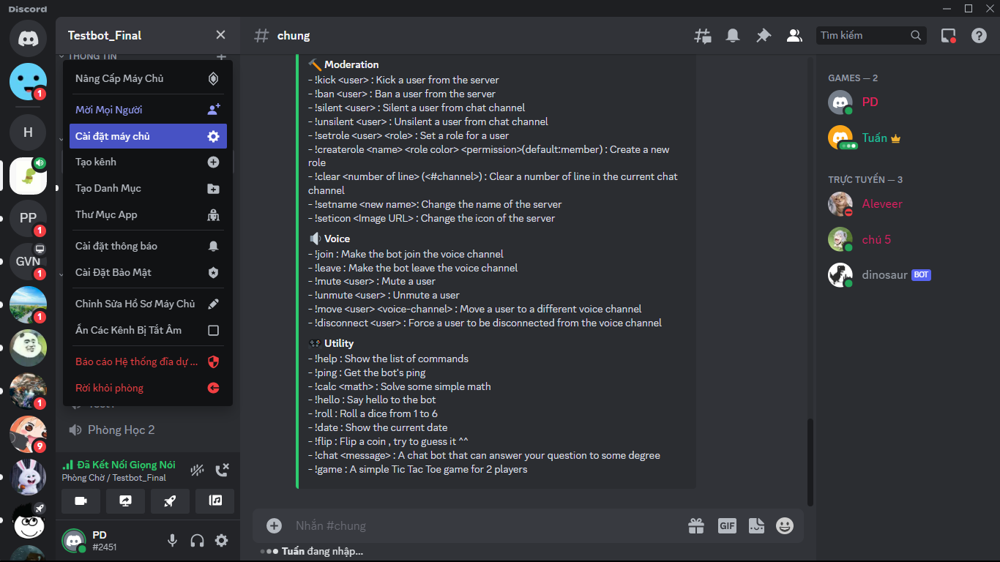 Discord
Testbot_Final
THÔNG TIN
Nâng Cấp Máy Chủ
Mời Mọi Người
Cài đặt máy chủ
Tạo kênh
Tạo Danh Mục
Thư Mục App
Cài đặt thông báo
Cài Đặt Bảo Mật
Chỉnh Sửa Hồ Sơ Máy Chủ
Ẩn Các Kênh Bị Tắt Âm
Báo cáo Hệ thống đĩa dự ...
Rời khỏi phòng
Phòng Học 2
Đã Kết Nối Giọng Nói
Phòng Chờ / Testbot_Final
PD
#2451
1
H
PP
1
GVN
1
1
1
9
chung
Tìm kiếm
Moderation
- !kick <user> : Kick a user from the server
- !ban <user> : Ban a user from the server
- !silent <user> : Silent a user from chat channel
- !unsilent <user> : Unsilent a user from chat channel
- !setrole <user> <role> : Set a role for a user
- !createrole <name> <role color> <permission>(default:member) : Create a new
role
- !clear <number of line> (<#channel>) : Clear a number of line in the current chat
channel
- !setname <new name>: Change the name of the server
- !seticon <Image URL> : Change the icon of the server
Voice
- !join : Make the bot join the voice channel
- !leave : Make the bot leave the voice channel
- !mute <user> : Mute a user
- !unmute <user> : Unmute a user
- !move <user> <voice-channel> : Move a user to a different voice channel
- !disconnect <user> : Force a user to be disconnected from the voice channel
Utility
- !help : Show the list of commands
- !ping : Get the bot's ping
- !calc <math> : Solve some simple math
- !hello : Say hello to the bot
- !roll : Roll a dice from 1 to 6
- !date : Show the current date
- !flip : Flip a coin , try to guess it ^^
- !chat <message> : A chat bot that can answer your question to some degree
- !game : A simple Tic Tac Toe game for 2 players
Nhắn #chung
GIF
Tuấn đang nhập...
GAMES — 2
PD
Tuấn
TRỰC TUYẾN — 3
Aleveer
chú 5
dinosaur BOT